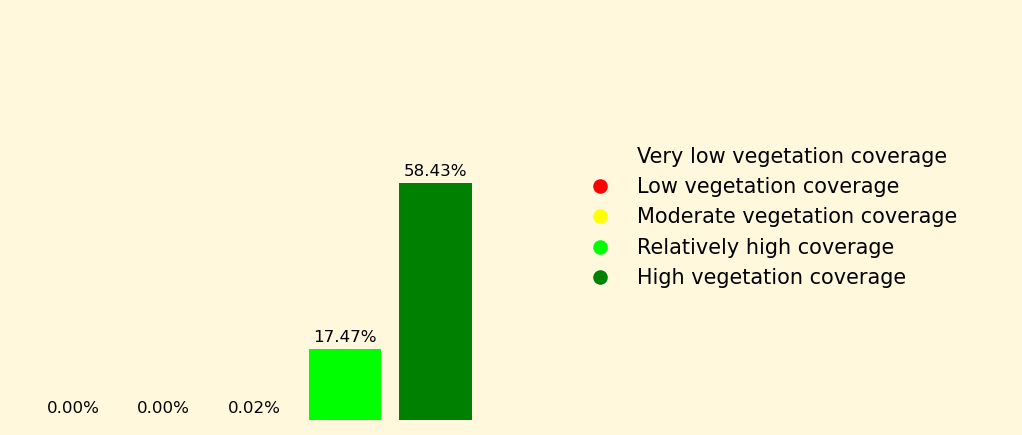 58.43%
17.47%
0.00% 0.00% 0.02%
Very low vegetation coverage
Low vegetation coverage
Moderate vegetation coverage
Relatively high coverage
High vegetation coverage